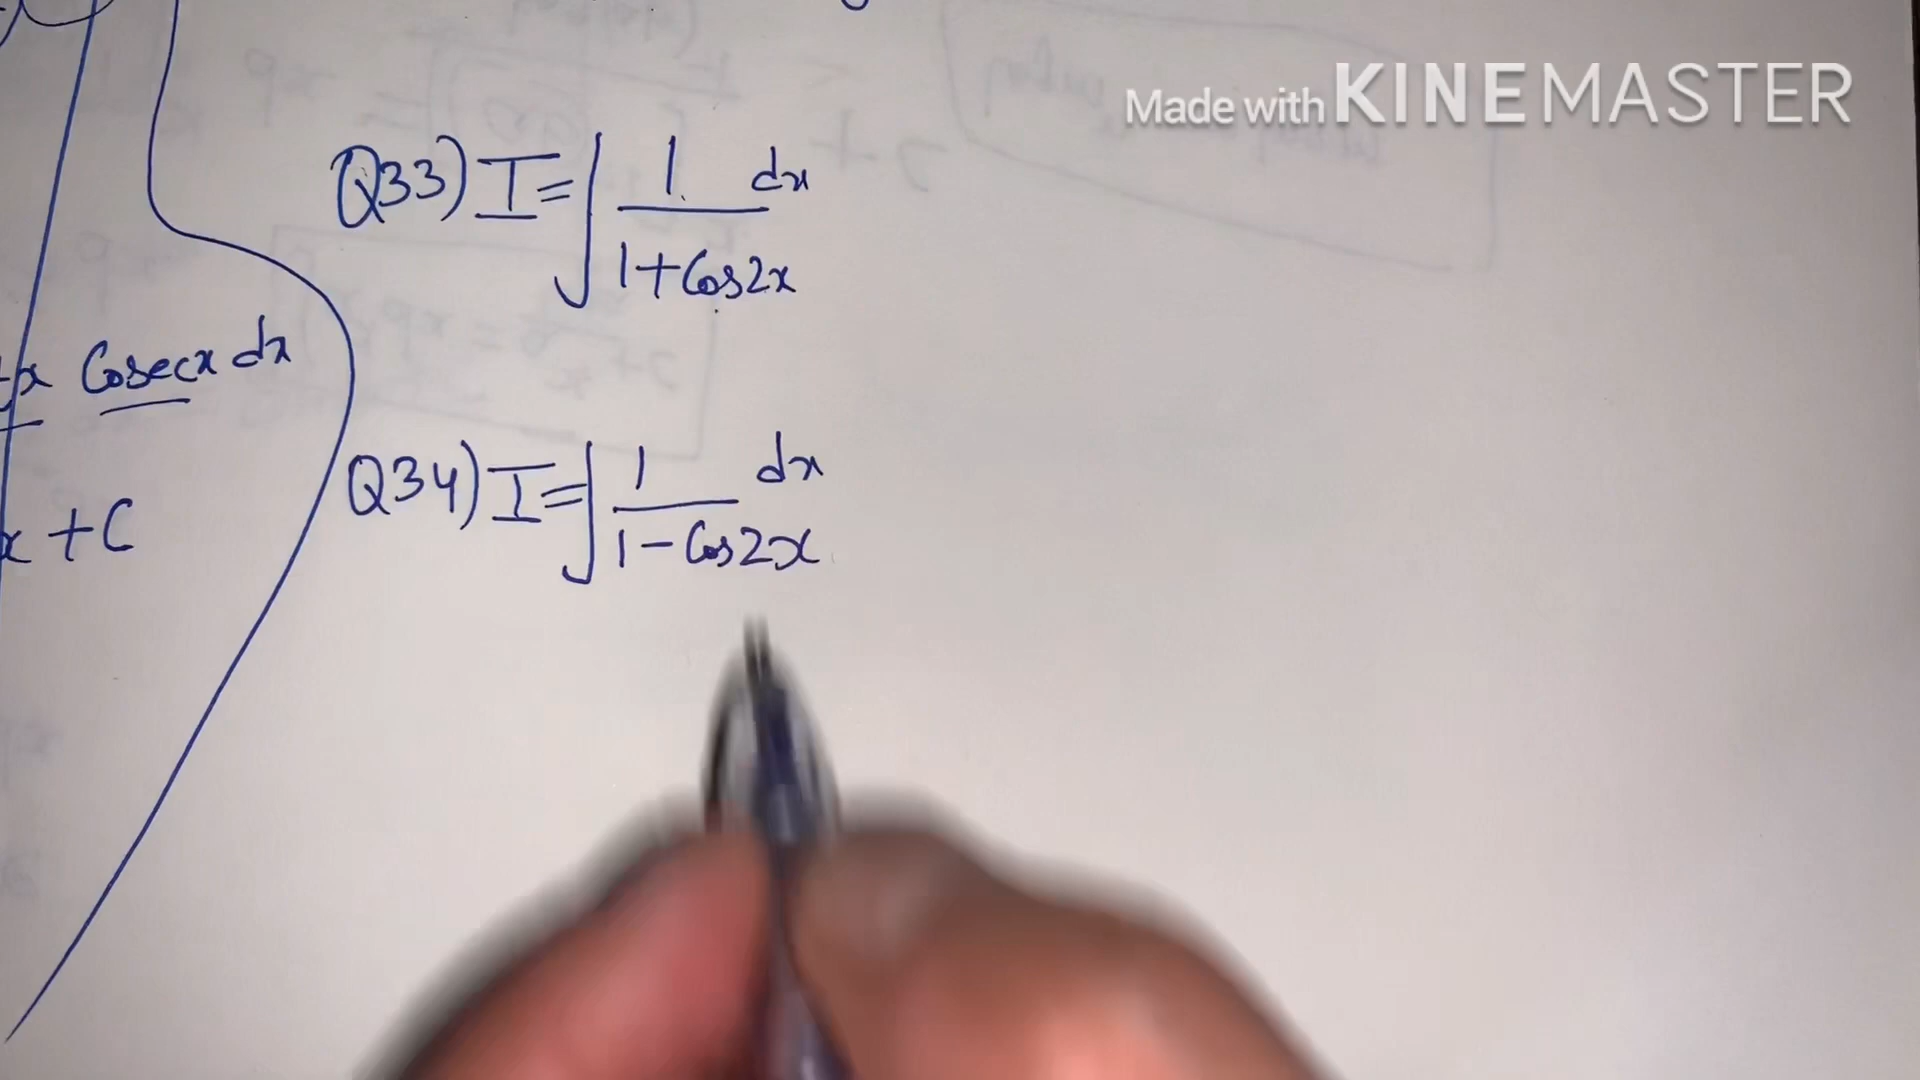 Made with KINEMASTER
Q33) I = ∫ 1/(1+Cos2x) dx
x Cosecx dx
Q34) I = ∫ 1/(1-Cos2x) dx
x + C